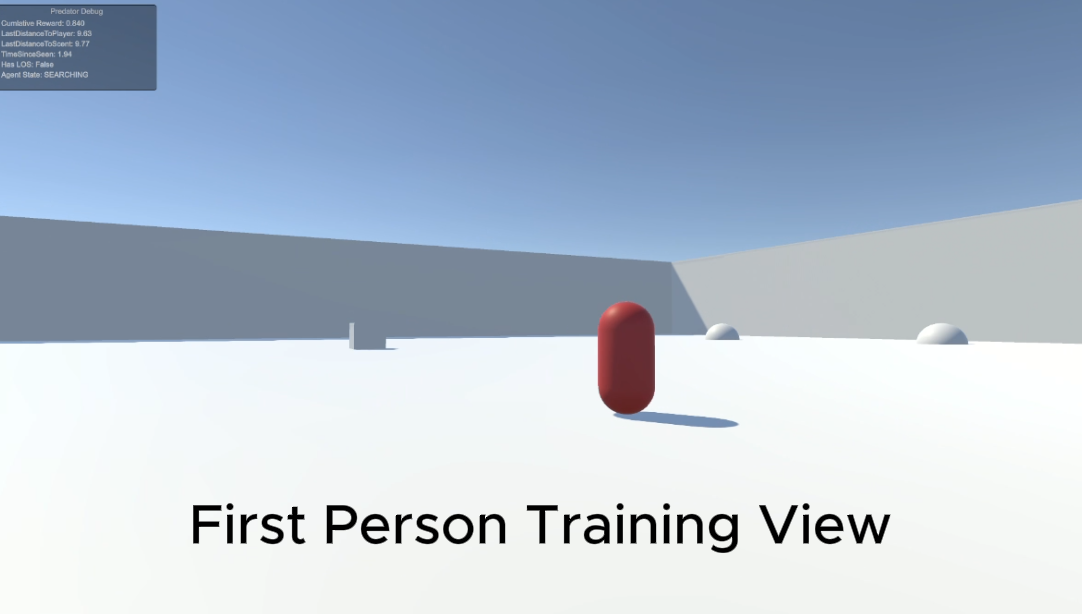 Predator Debug
Cumlative Reward: 0.840
LastDistanceToPlayer: 9.63
LastDistanceToScent: 9.77
TimeSinceSeen: 1.94
Has LOS: False
Agent State: SEARCHING
First Person Training View